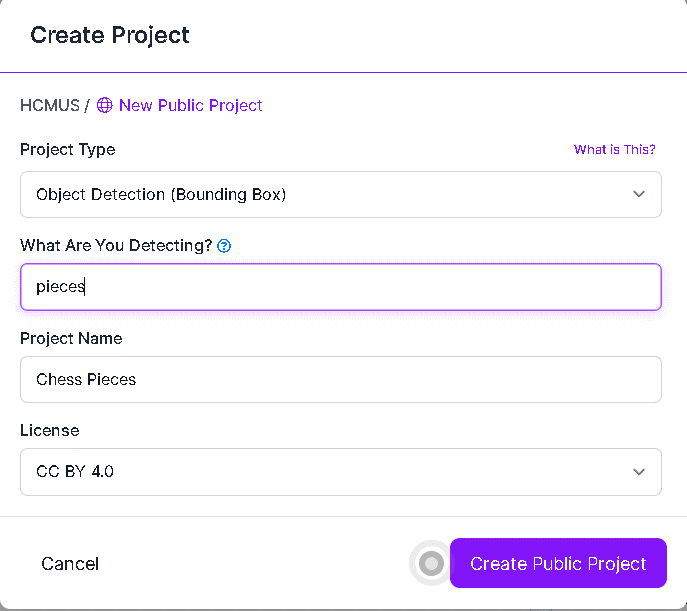 Create Project
HCMUS / New Public Project
Project Type What is This?
Object Detection (Bounding Box)
What Are You Detecting? ?
pieces
Project Name
Chess Pieces
License
CC BY 4.0
Cancel Create Public Project